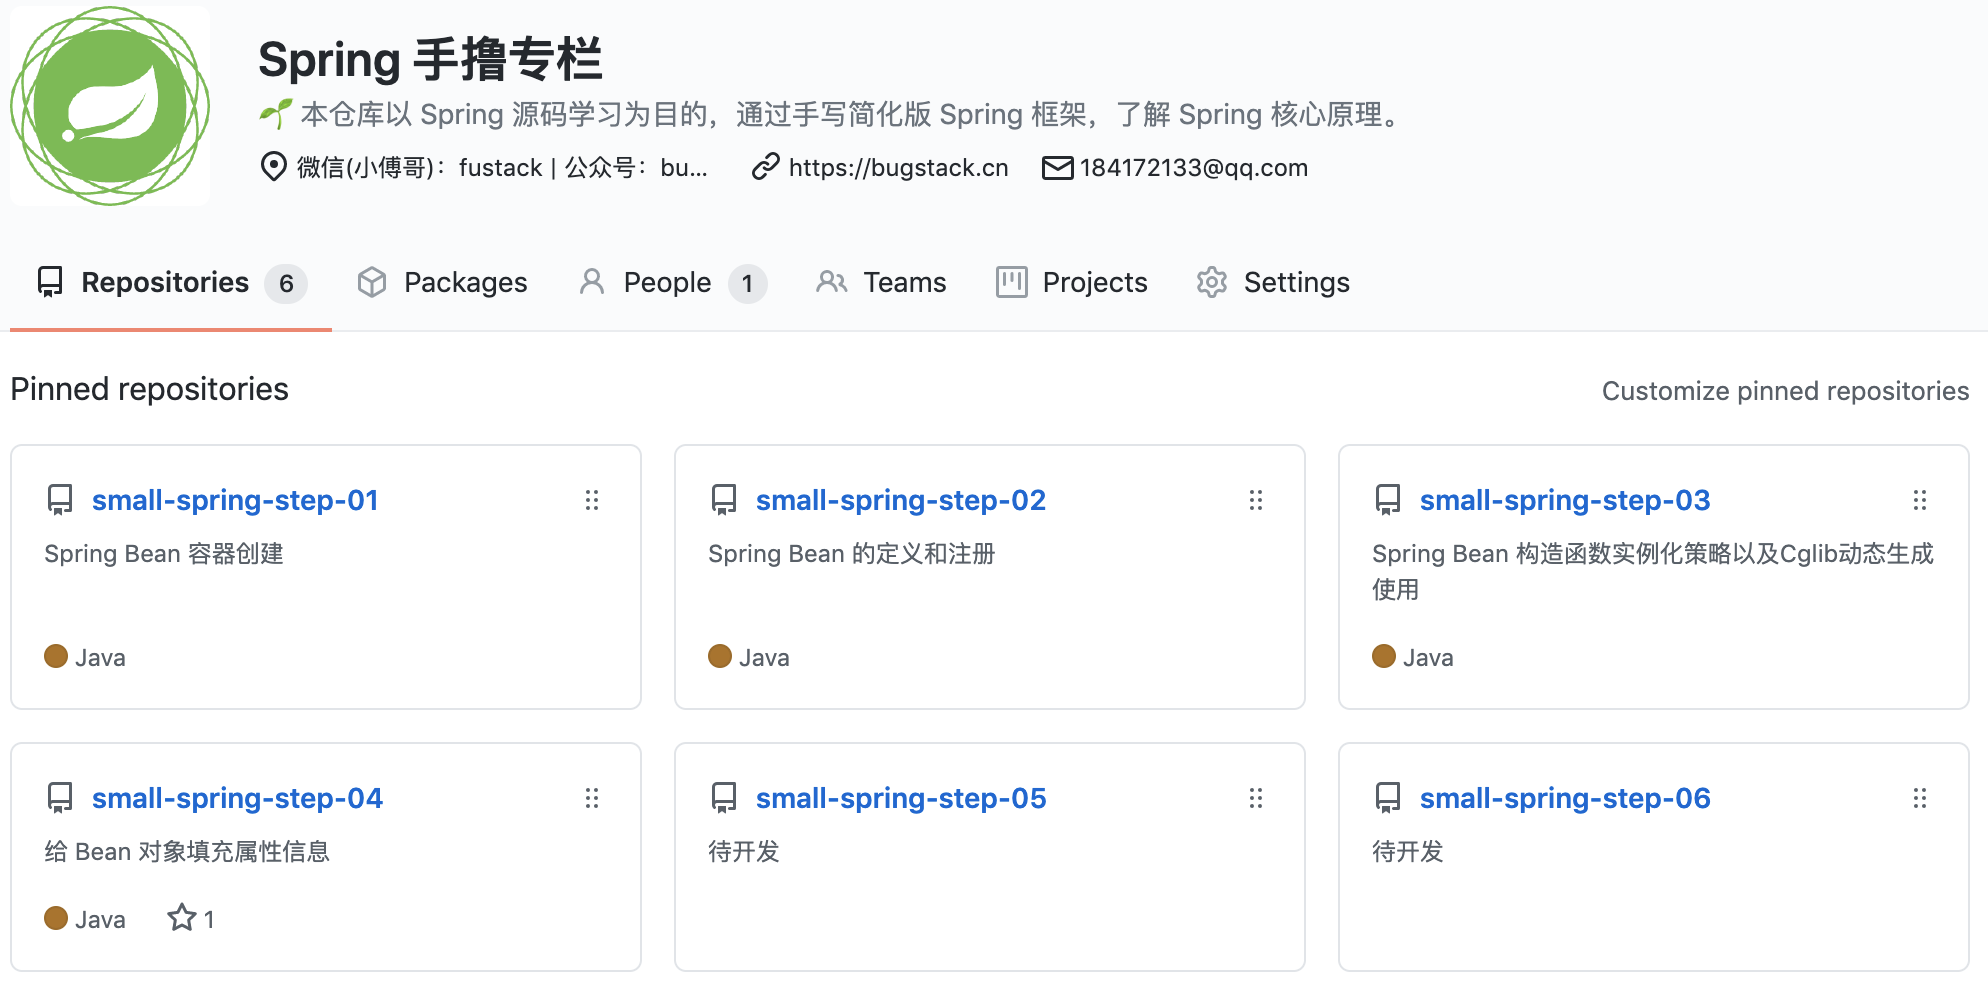 Spring 手撸专栏
本仓库以 Spring 源码学习为目的，通过手写简化版 Spring 框架，了解 Spring 核心原理。
微信(小傅哥)：fustack | 公众号：bu... https://bugstack.cn 184172133@qq.com
Repositories 6 Packages People 1 Teams Projects Settings
Pinned repositories Customize pinned repositories
small-spring-step-01
Spring Bean 容器创建
Java
small-spring-step-02
Spring Bean 的定义和注册
Java
small-spring-step-03
Spring Bean 构造函数实例化策略以及Cglib动态生成
使用
Java
small-spring-step-04
给 Bean 对象填充属性信息
Java 1
small-spring-step-05
待开发
small-spring-step-06
待开发